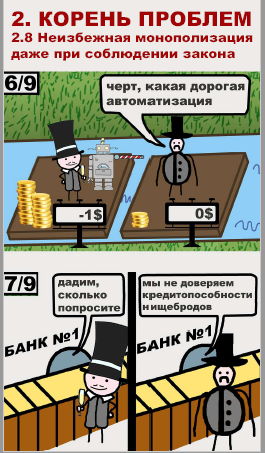 2. КОРЕНЬ ПРОБЛЕМ
2.8 Неизбежная монополизация
даже при соблюдении закона
6/9
черт, какая дорогая
автоматизация
-1$
0$
7/9
дадим,
сколько
попросите
БАНК №1
мы не доверяем
кредитопособности
нищебродов
БАНК №1